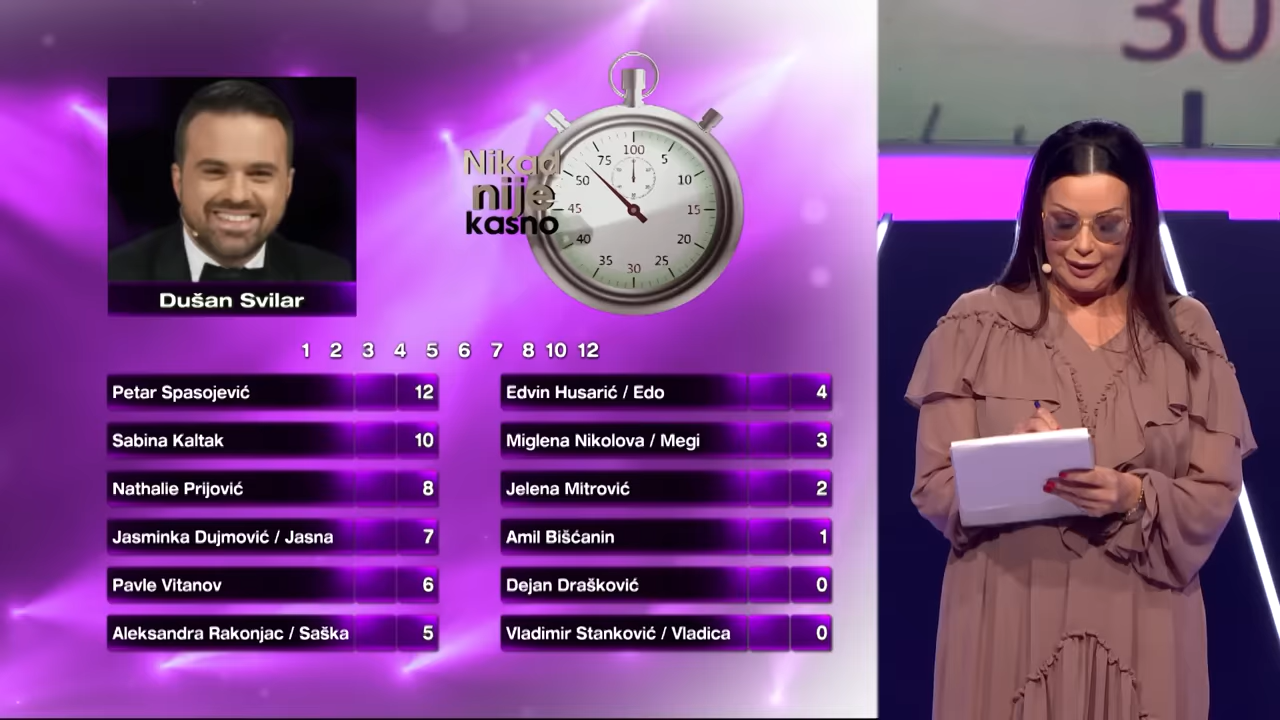 30
Nikad
nije
kasno
100
5
10
15
20
25
30
35
40
45
50
75
Dušan Svilar
1 2 3 4 5 6 7 8 10 12
Petar Spasojević 12
Sabina Kaltak 10
Nathalie Prijović 8
Jasminka Dujmović / Jasna 7
Pavle Vitanov 6
Aleksandra Rakonjac / Saška 5
Edvin Husarić / Edo 4
Miglena Nikolova / Megi 3
Jelena Mitrović 2
Amil Bišćanin 1
Dejan Drašković 0
Vladimir Stanković / Vladica 0